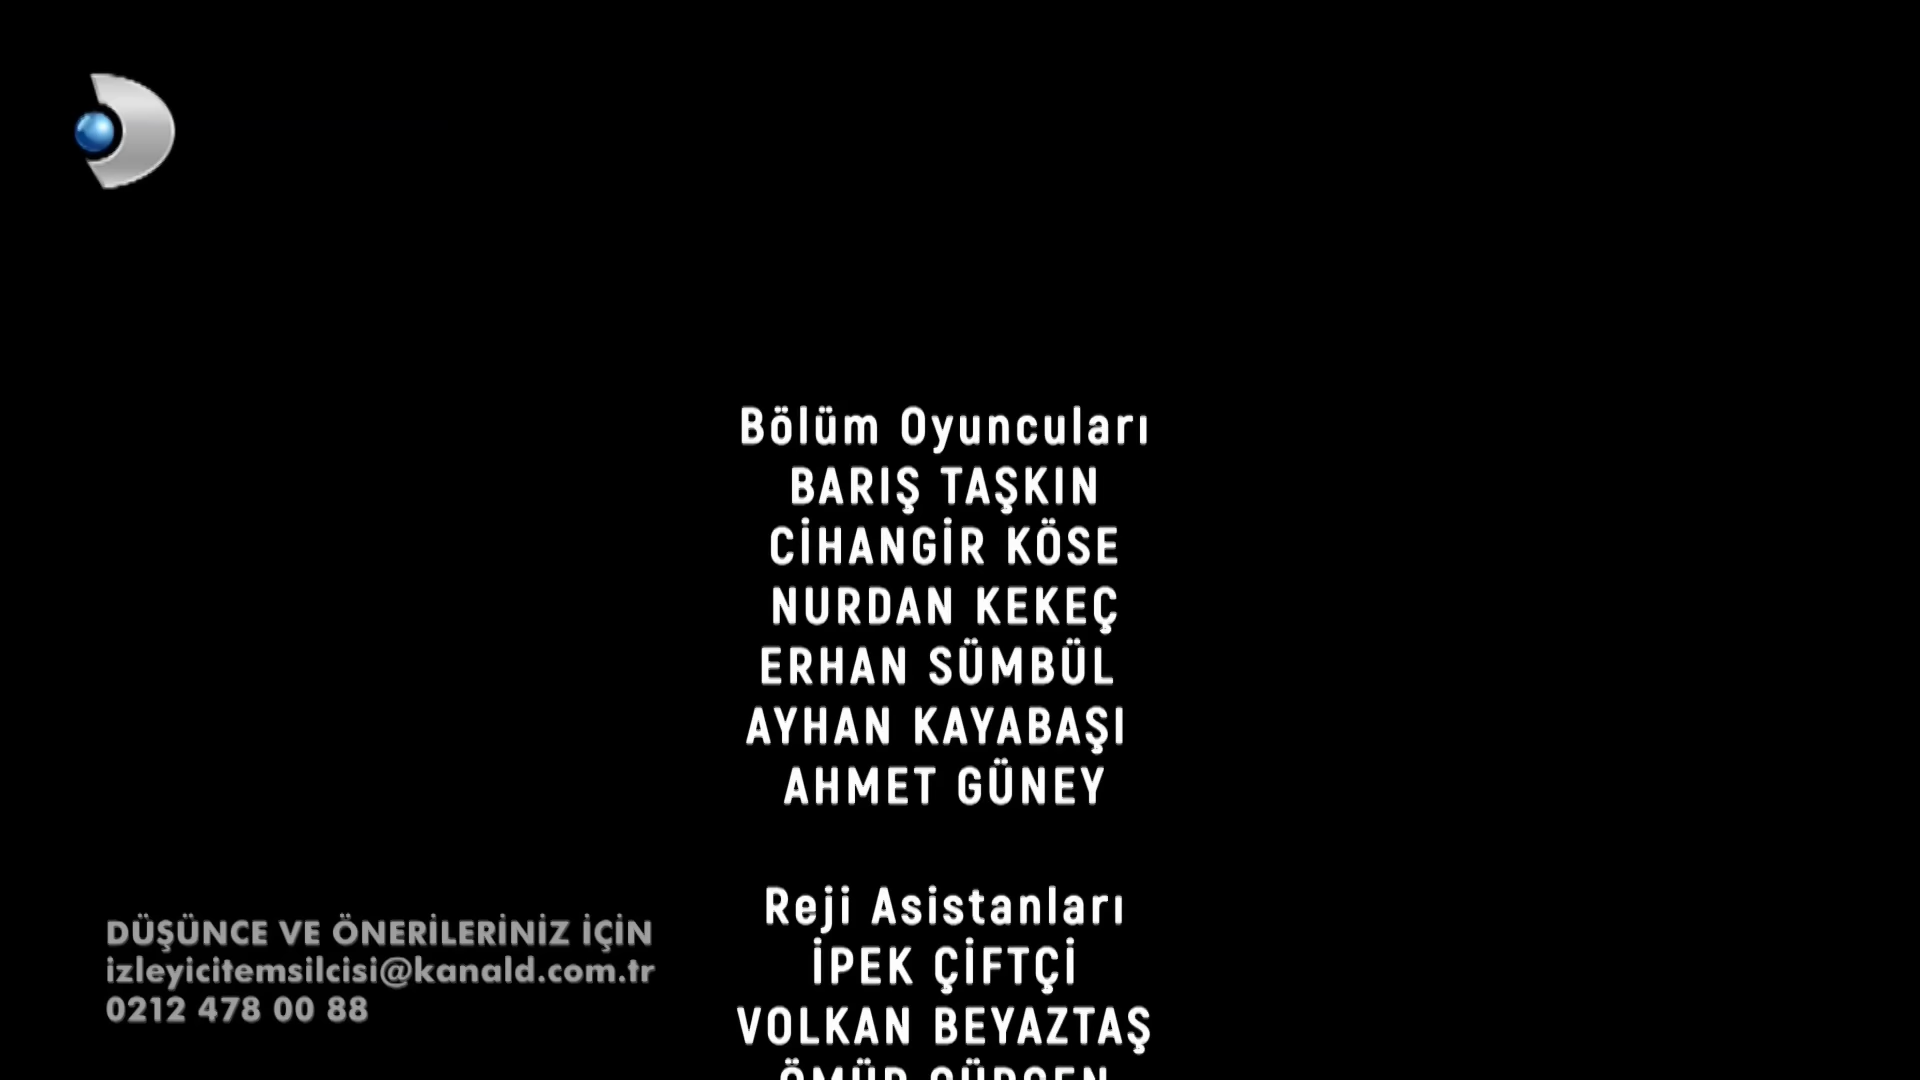 Bölüm Oyuncuları
BARIŞ TAŞKIN
CİHANGİR KÖSE
NURDAN KEKEÇ
ERHAN SÜMBÜL
AYHAN KAYABAŞI
AHMET GÜNEY
Reji Asistanları
İPEK ÇİFTÇİ
VOLKAN BEYAZTAŞ
DÜŞÜNCE VE ÖNERİLERİNİZ İÇİN
izleyicitemsilcisi@kanald.com.tr
0212 478 00 88